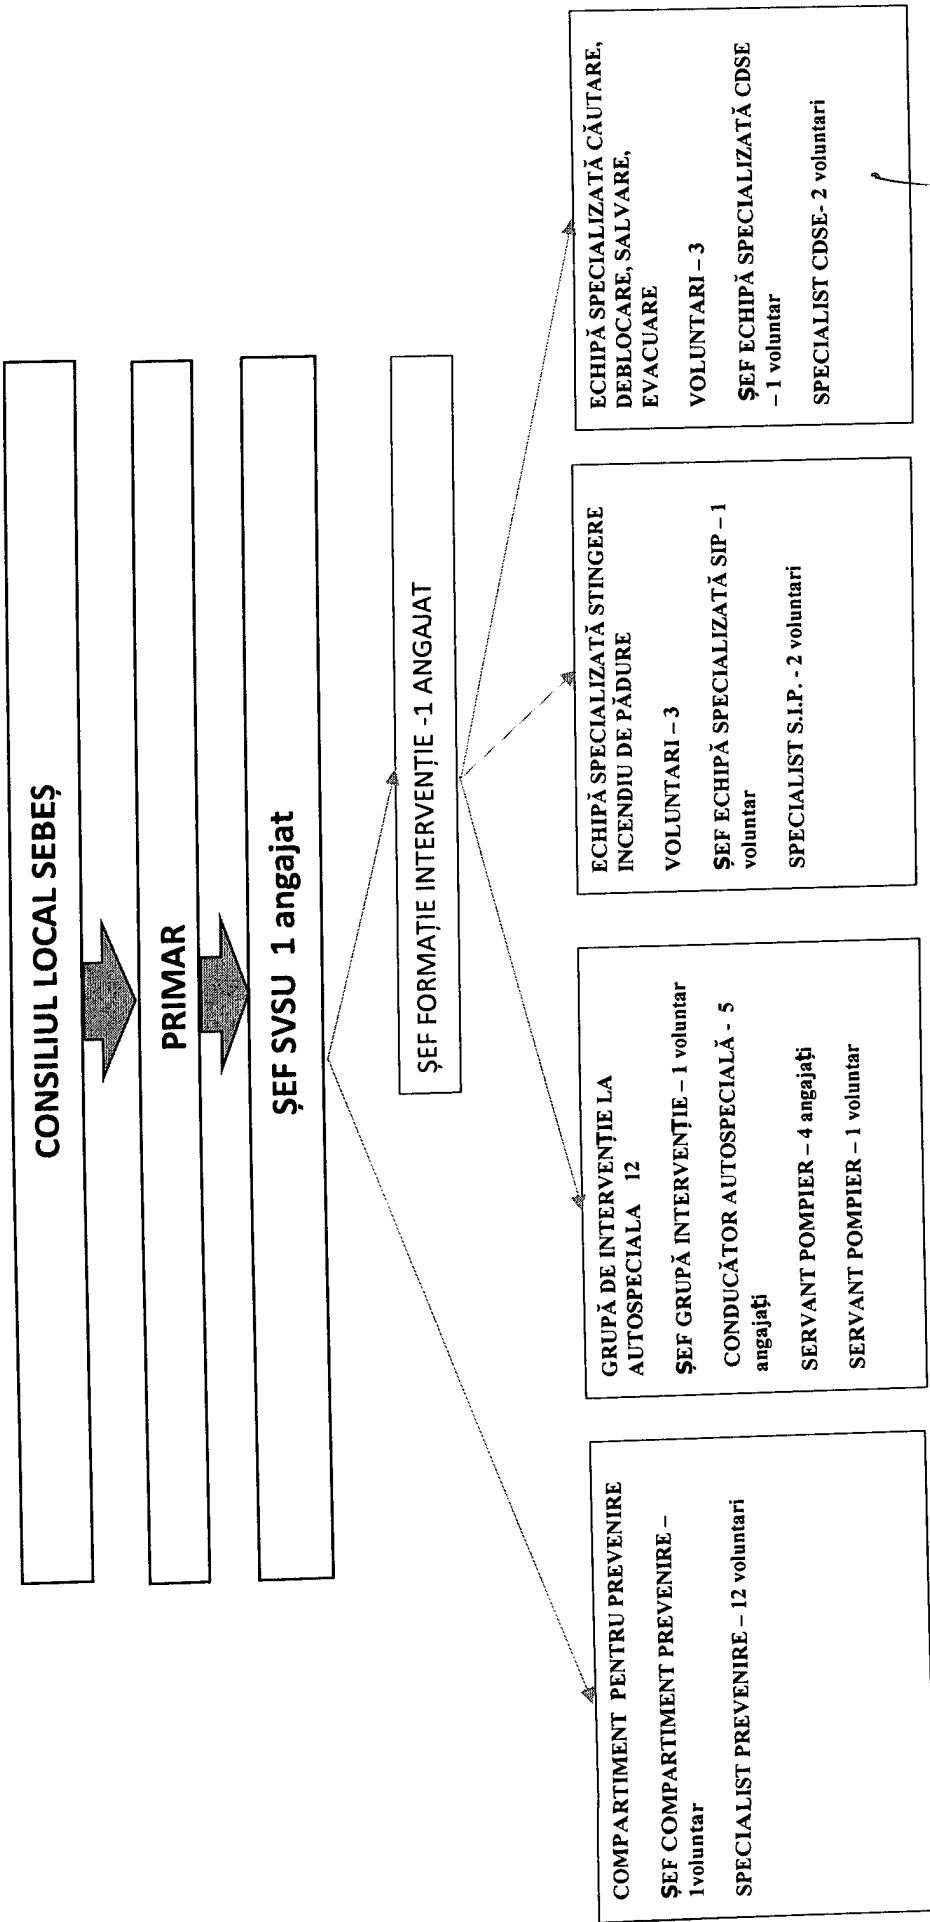 CONSILIUL LOCAL SEBEȘ
PRIMAR
ȘEF SVSU 1 angajat
ȘEF FORMAȚIE INTERVENȚIE -1 ANGAJAT
COMPARTIMENT PENTRU PREVENIRE
ȘEF COMPARTIMENT PREVENIRE –
1voluntar
SPECIALIST PREVENIRE – 12 voluntari
GRUPĂ DE INTERVENȚIE LA
AUTOSPECIALA 12
ȘEF GRUPĂ INTERVENȚIE – 1 voluntar
CONDUCĂTOR AUTOSPECIALĂ - 5
angajați
SERVANT POMPIER – 4 angajați
SERVANT POMPIER – 1 voluntar
ECHIPĂ SPECIALIZATĂ STINGERE
INCENDIU DE PĂDURE
VOLUNTARI – 3
ȘEF ECHIPĂ SPECIALIZATĂ SIP – 1
voluntar
SPECIALIST S.I.P. - 2 voluntari
ECHIPĂ SPECIALIZATĂ CĂUTARE,
DEBLOCARE, SALVARE,
EVACUARE
VOLUNTARI – 3
ȘEF ECHIPĂ SPECIALIZATĂ CDSE
– 1 voluntar
SPECIALIST CDSE- 2 voluntari